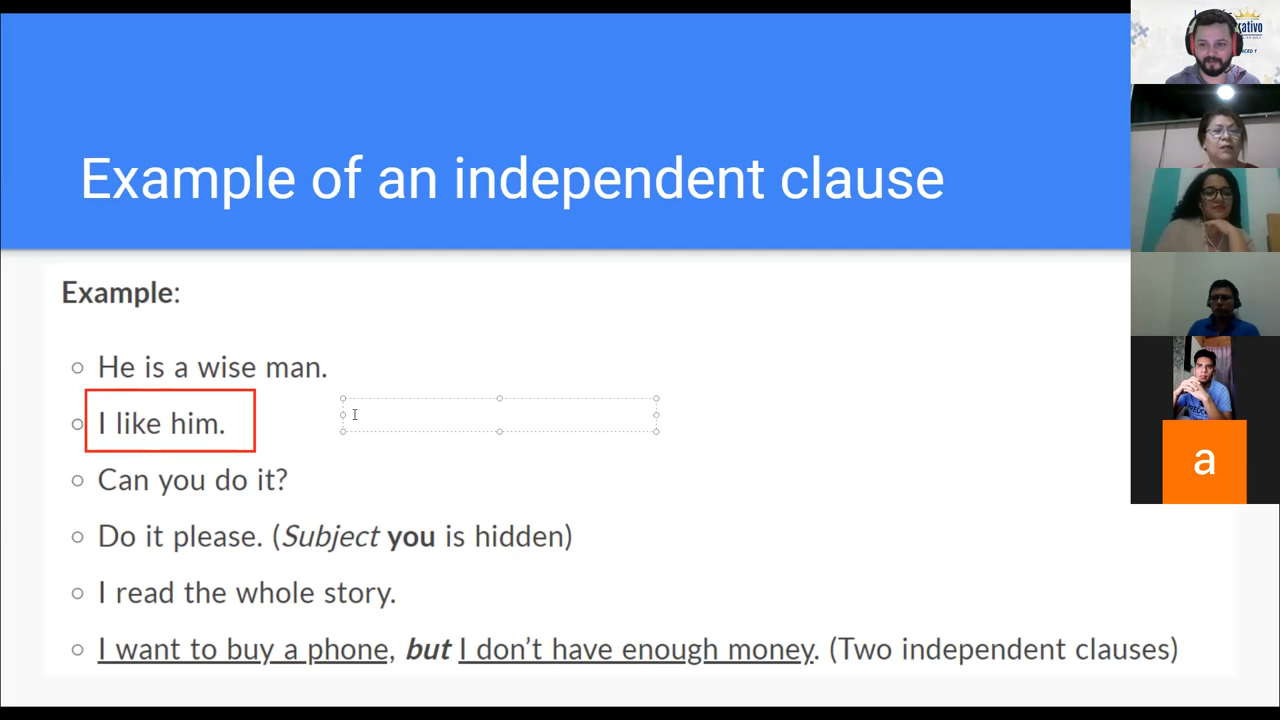 Example of an independent clause
Example:
He is a wise man.
I like him.
Can you do it?
Do it please. (Subject you is hidden)
I read the whole story.
I want to buy a phone, but I don’t have enough money. (Two independent clauses)
a